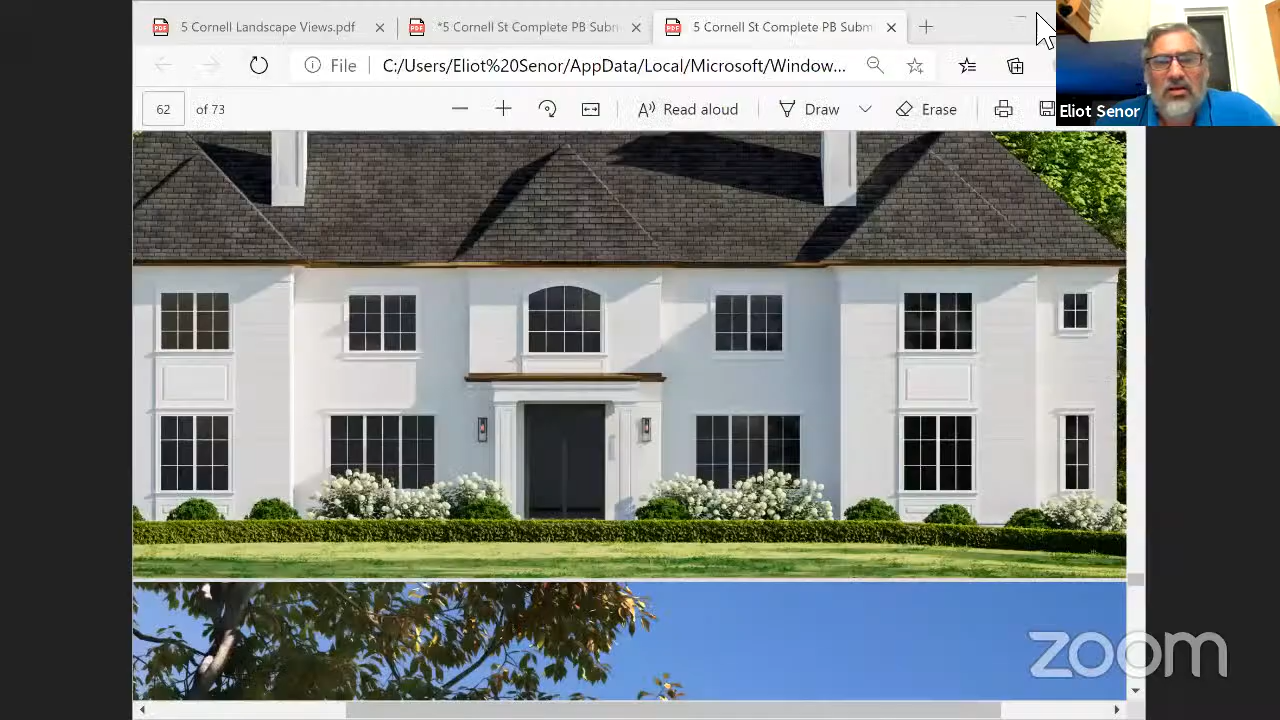 5 Cornell Landscape Views.pdf
*5 Cornell St Complete PB Subm
5 Cornell St Complete PB Subm
File
C:/Users/Eliot%20Senor/AppData/Local/Microsoft/Window...
62 of 73
Read aloud
Draw
Erase
Eliot Senor
zoom